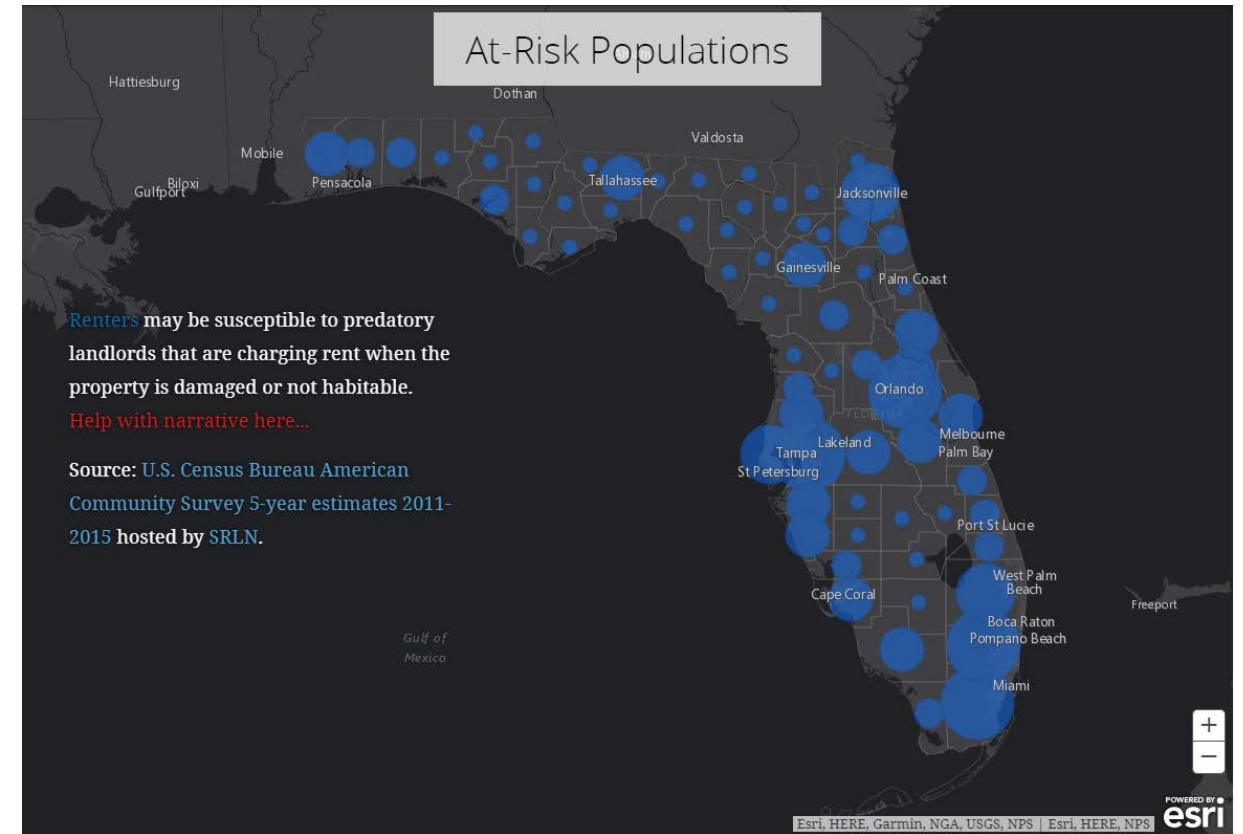 At-Risk Populations
Hattiesburg
Dothan
Valdosta
Mobile
Biloxi
Gulfport
Pensacola
Tallahassee
Jacksonville
Gainesville
Palm Coast
Renters may be susceptible to predatory
landlords that are charging rent when the
property is damaged or not habitable.
Help with narrative here...
Source: U.S. Census Bureau American
Community Survey 5-year estimates 2011-
2015 hosted by SRLN.
Orlando
FLORIDA
Lakeland
Melbourne
Tampa
Palm Bay
St Petersburg
Port St Lucie
West Palm
Beach
Cape Coral
Freeport
Boca Raton
Pompano Beach
Gulf of
Mexico
Miami
+
−
POWERED BY
esri
Esri, HERE, Garmin, NGA, USGS, NPS | Esri, HERE, NPS